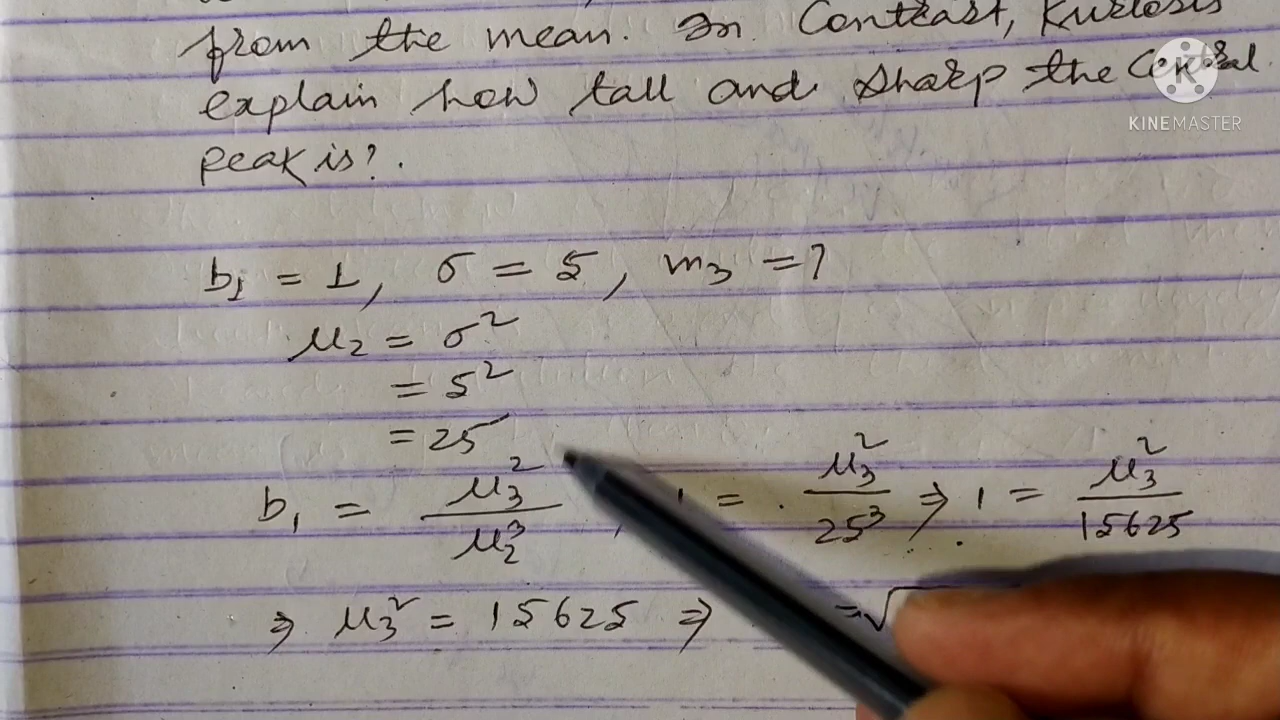 from the mean. In Contrast, Kurtosis
explain how tall and sharp the Central
peak is?.
KINEMASTER
b₁ = 1, σ = 5, m₃ = ?
μ₂ = σ²
= 5²
= 25
b₁ = μ₃²/μ₂³, 1 = μ₃²/25³ ⇒ 1 = μ₃²/15625
⇒ μ₃² = 15625 ⇒ = √